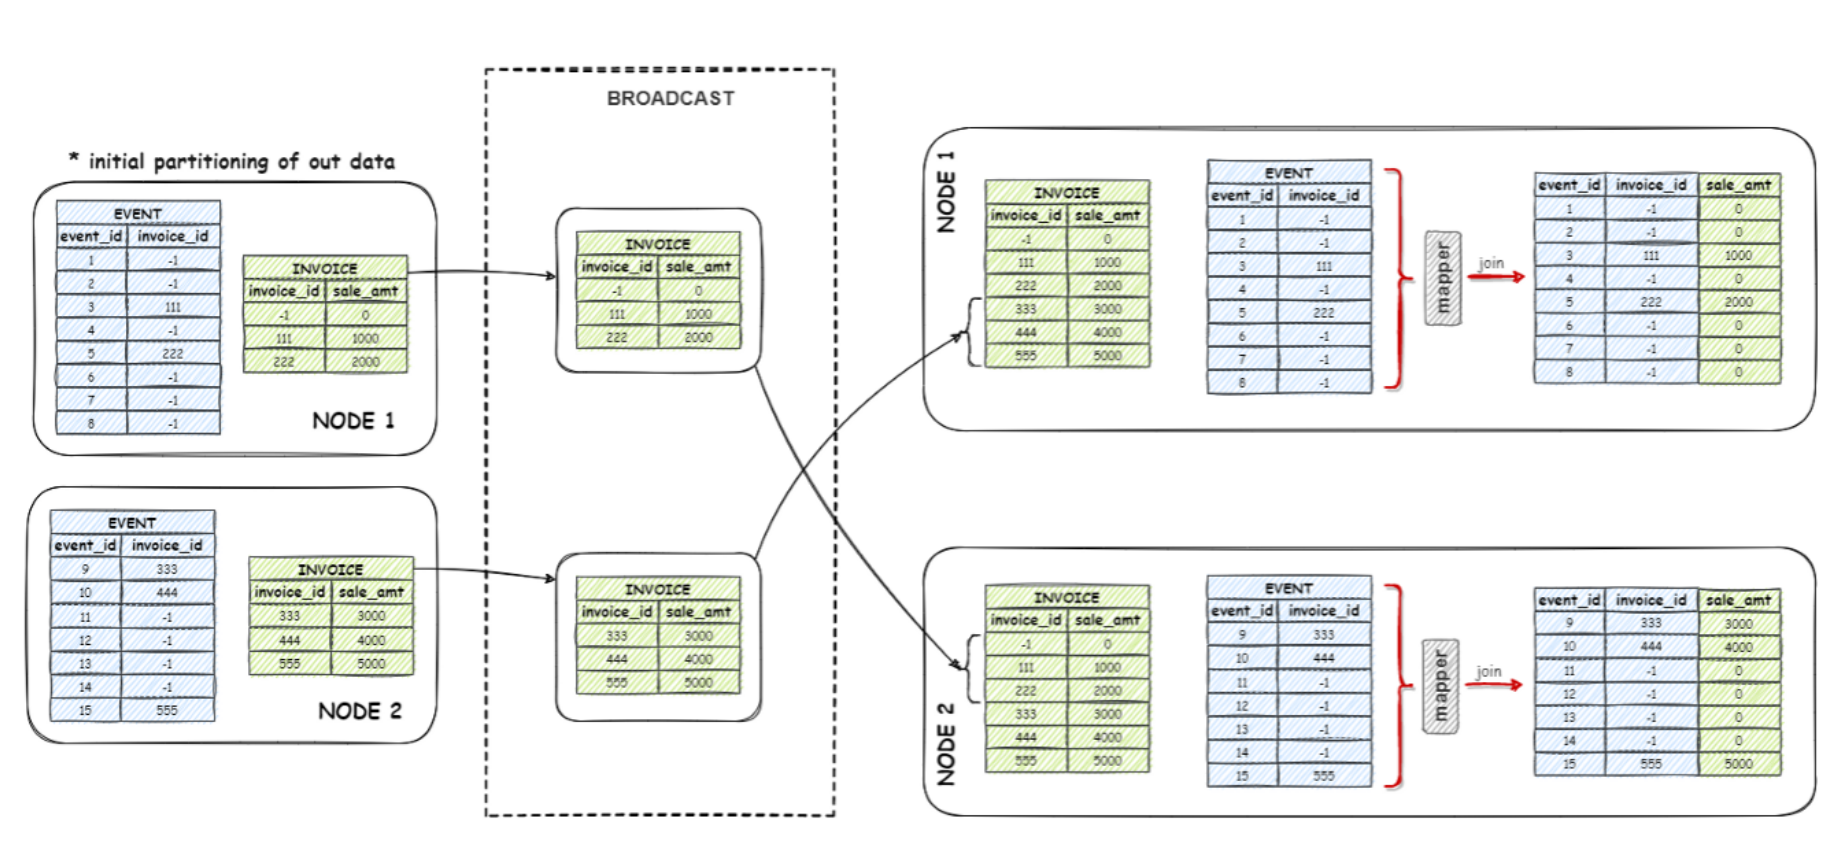 BROADCAST
* initial partitioning of out data
EVENT
event_id invoice_id
1 -1
2 -1
3 111
4 -1
5 222
6 -1
7 -1
8 -1
INVOICE
invoice_id sale_amt
-1 0
111 1000
222 2000
NODE 1
EVENT
event_id invoice_id
9 333
10 444
11 -1
12 -1
13 -1
14 -1
15 555
INVOICE
invoice_id sale_amt
333 3000
444 4000
555 5000
NODE 2
INVOICE
invoice_id sale_amt
-1 0
111 1000
222 2000
INVOICE
invoice_id sale_amt
333 3000
444 4000
555 5000
NODE 1
INVOICE
invoice_id sale_amt
-1 0
111 1000
222 2000
333 3000
444 4000
555 5000
EVENT
event_id invoice_id
1 -1
2 -1
3 111
4 -1
5 222
6 -1
7 -1
8 -1
mapper
join
event_id invoice_id sale_amt
1 -1 0
2 -1 0
3 111 1000
4 -1 0
5 222 2000
6 -1 0
7 -1 0
8 -1 0
NODE 2
INVOICE
invoice_id sale_amt
-1 0
111 1000
222 2000
333 3000
444 4000
555 5000
EVENT
event_id invoice_id
9 333
10 444
11 -1
12 -1
13 -1
14 -1
15 555
mapper
join
event_id invoice_id sale_amt
9 333 3000
10 444 4000
11 -1 0
12 -1 0
13 -1 0
14 -1 0
15 555 5000